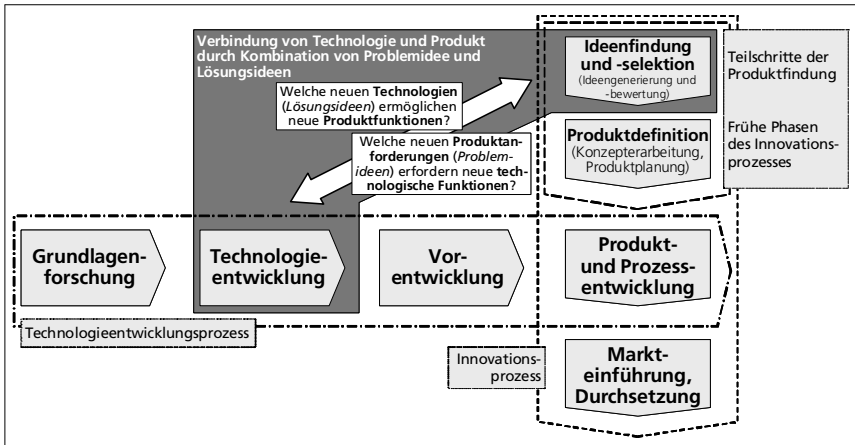 Verbindung von Technologie und Produkt
durch Kombination von Problemidee und
Lösungsideen
Welche neuen Technologien
(Lösungsideen) ermöglichen
neue Produktfunktionen?
Welche neuen Produktan-
forderungen (Problem-
ideen) erfordern neue tech-
nologische Funktionen?
Ideenfindung
und -selektion
(Ideengenerierung und
-bewertung)
Produktdefinition
(Konzepterarbeitung,
Produktplanung)
Teilschritte der
Produktfindung
Frühe Phasen
des Innovations-
prozesses
Grundlagen-
forschung
Technologie-
entwicklung
Vor-
entwicklung
Produkt-
und Prozess-
entwicklung
Technologieentwicklungsprozess
Innovations-
prozess
Markt-
einführung,
Durchsetzung